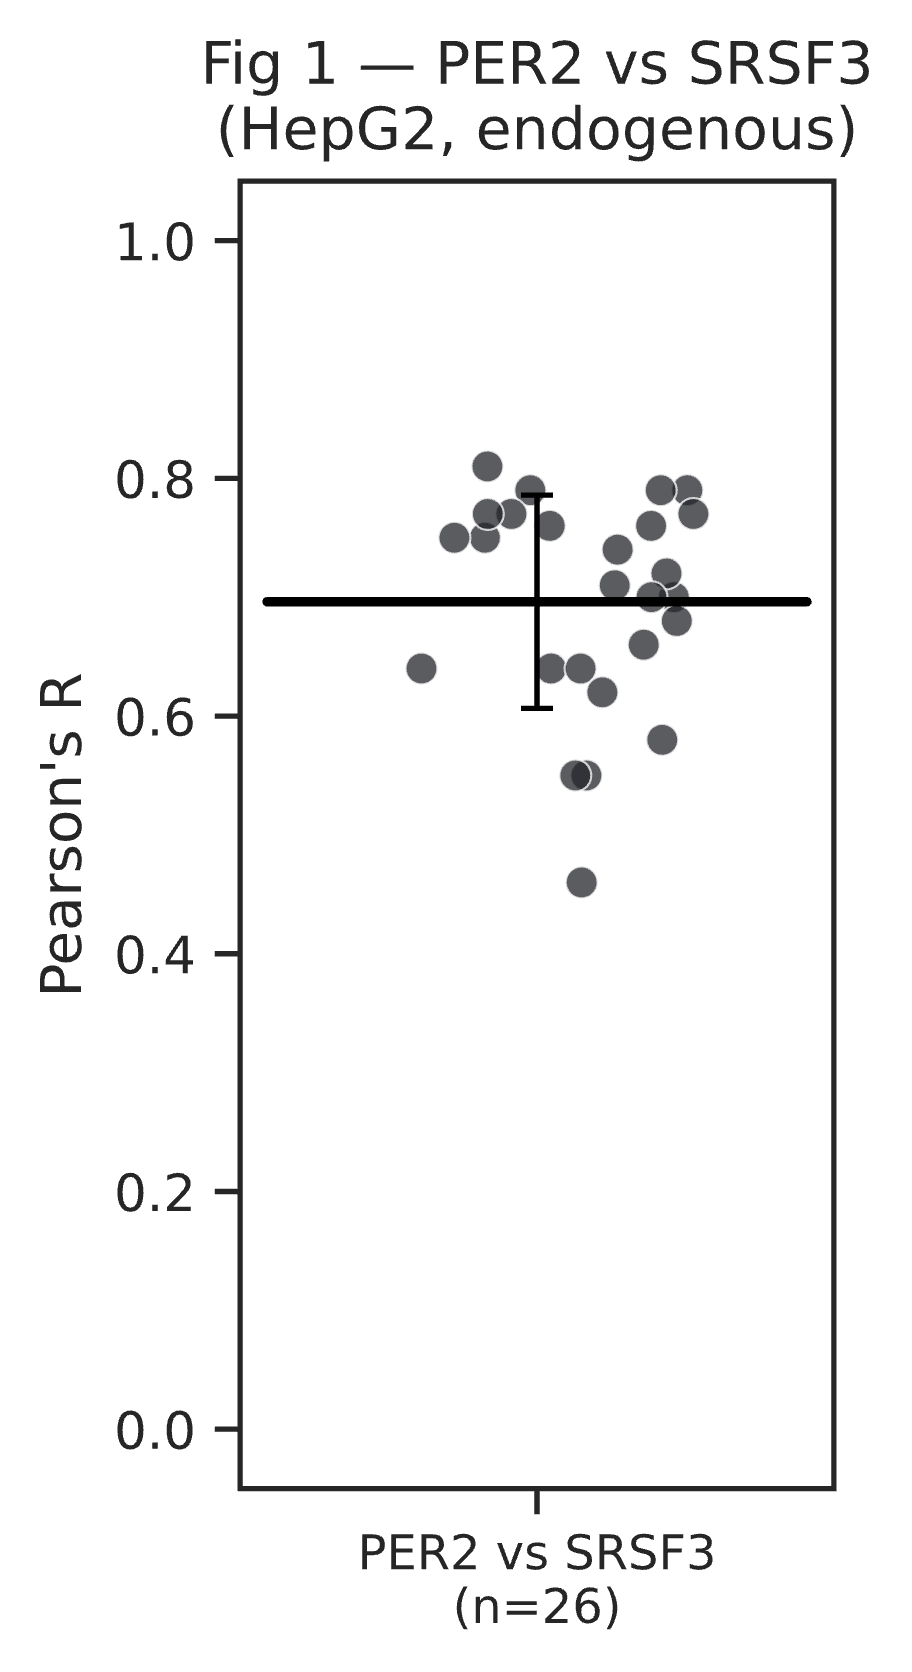 Fig 1 — PER2 vs SRSF3
(HepG2, endogenous)
1.0
0.8
0.6
0.4
0.2
0.0
Pearson's R
PER2 vs SRSF3
(n=26)